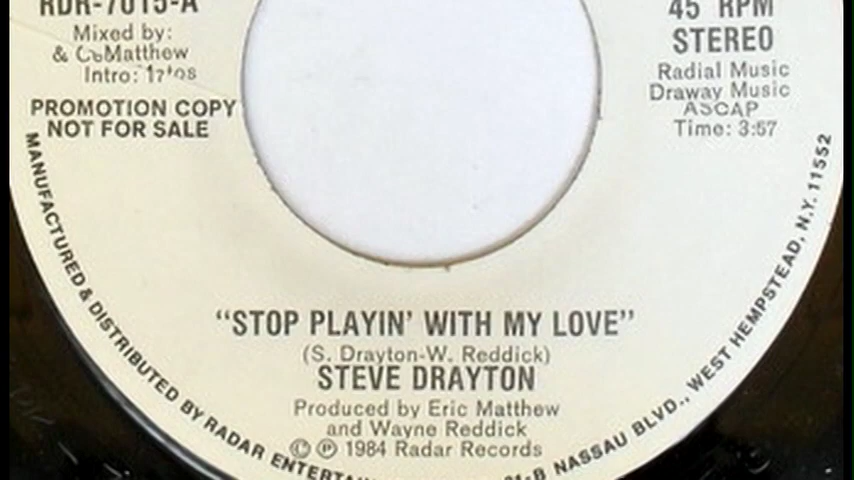 RDR-7015-A
Mixed by:
& Matthew
Intro:
PROMOTION COPY
NOT FOR SALE
45 RPM
STEREO
Radial Music
Draway Music
ASCAP
Time: 3:57
"STOP PLAYIN' WITH MY LOVE"
(S. Drayton-W. Reddick)
STEVE DRAYTON
Produced by Eric Matthew
and Wayne Reddick
© ℗ 1984 Radar Records
MANUFACTURED & DISTRIBUTED BY RADAR NASSAU BLVD., WEST HEMPSTEAD, N.Y. 11552